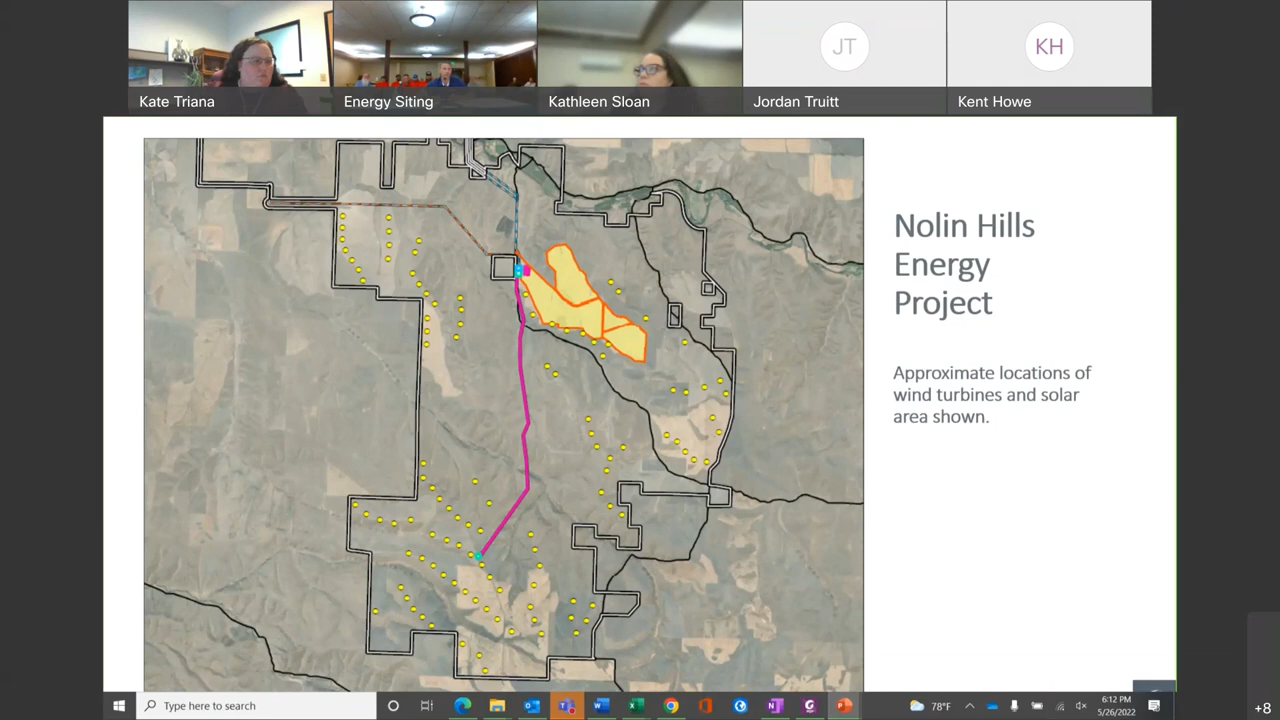 JT
KH
Kate Triana
Energy Siting
Kathleen Sloan
Jordan Truitt
Kent Howe
Nolin Hills
Energy
Project
Approximate locations of
wind turbines and solar
area shown.
Type here to search
78°F
6:12 PM
5/26/2022
+8